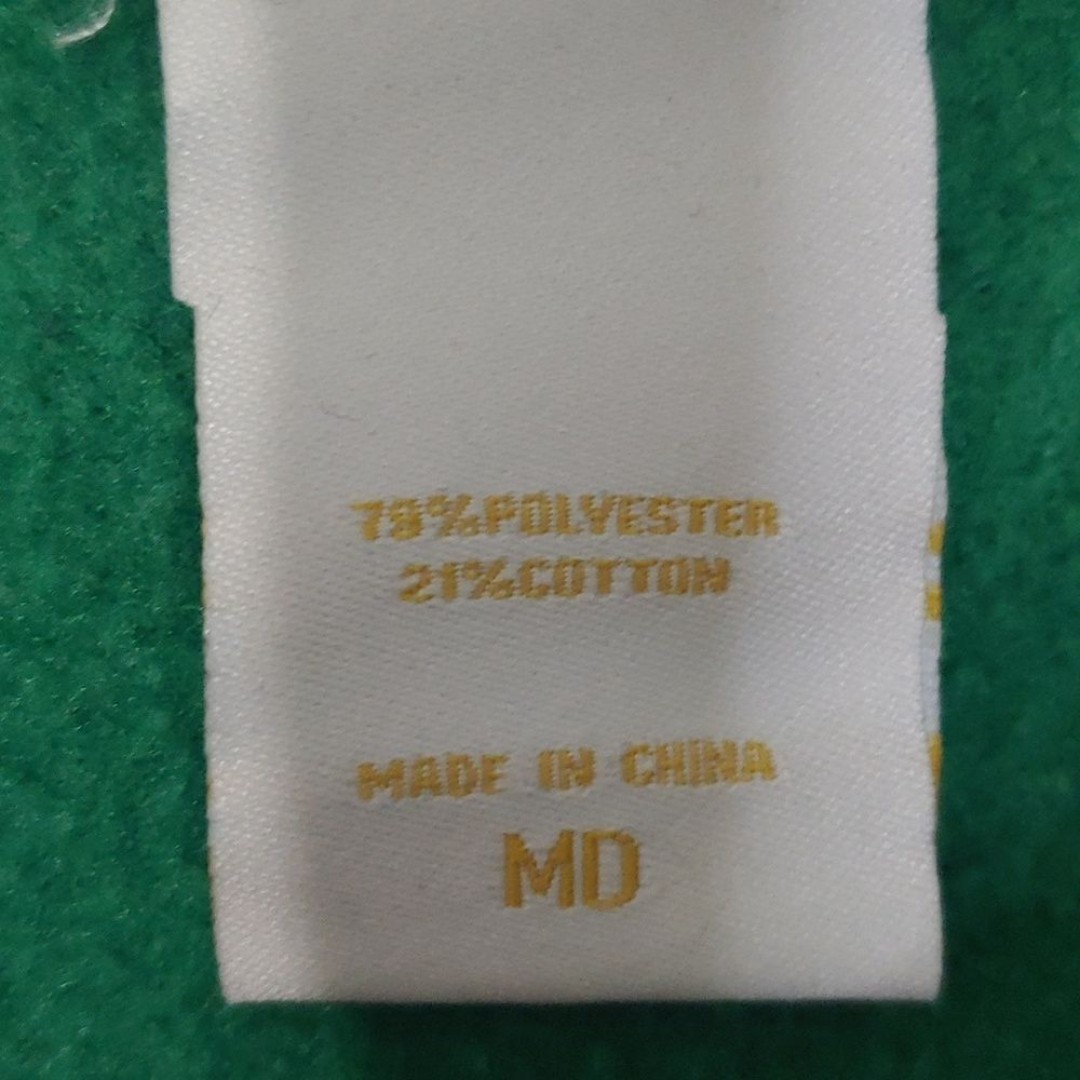 79%POLYESTER
21%COTTON
MADE IN CHINA
MD